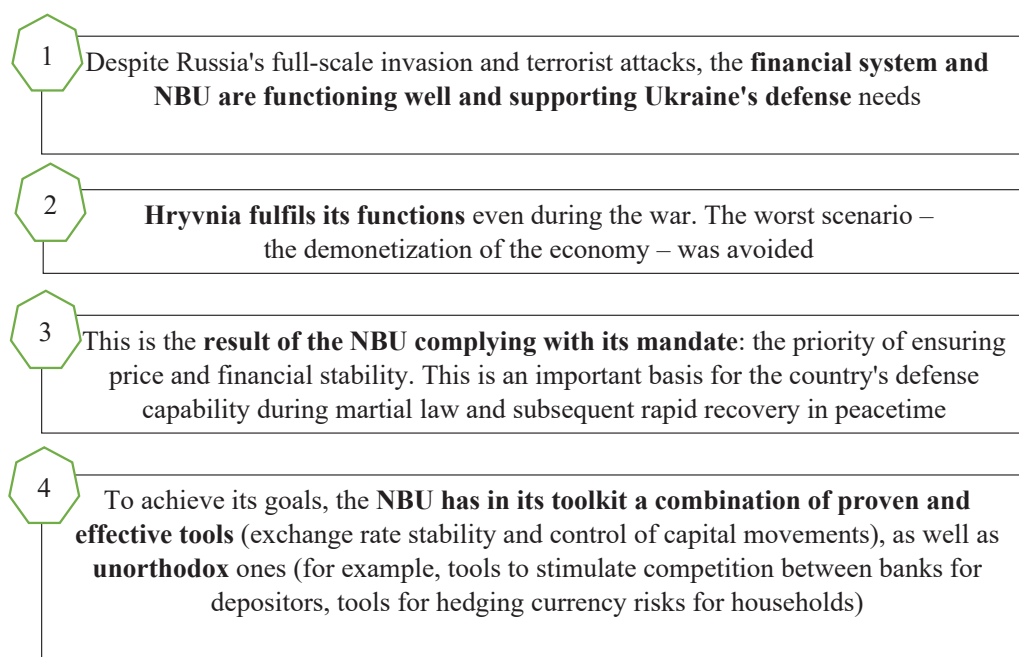 1
Despite Russia's full-scale invasion and terrorist attacks, the financial system and
NBU are functioning well and supporting Ukraine's defense needs
2
Hryvnia fulfils its functions even during the war. The worst scenario –
the demonetization of the economy – was avoided
3
This is the result of the NBU complying with its mandate: the priority of ensuring
price and financial stability. This is an important basis for the country's defense
capability during martial law and subsequent rapid recovery in peacetime
4
To achieve its goals, the NBU has in its toolkit a combination of proven and
effective tools (exchange rate stability and control of capital movements), as well as
unorthodox ones (for example, tools to stimulate competition between banks for
depositors, tools for hedging currency risks for households)